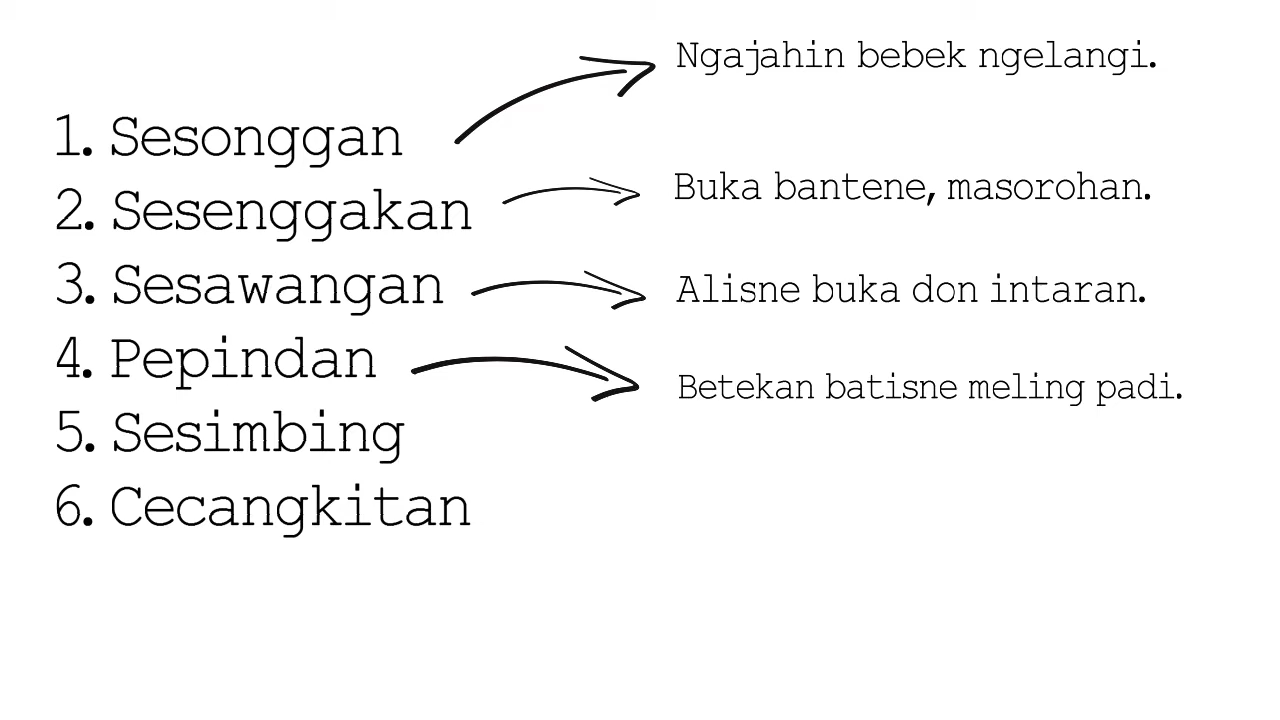 Ngajahin bebek ngelangi.
1. Sesonggan
Buka bantene, masorohan.
2. Sesenggakan
3. Sesawangan
Alisne buka don intaran.
4. Pepindan
Betekan batisne meling padi.
5. Sesimbing
6. Cecangkitan